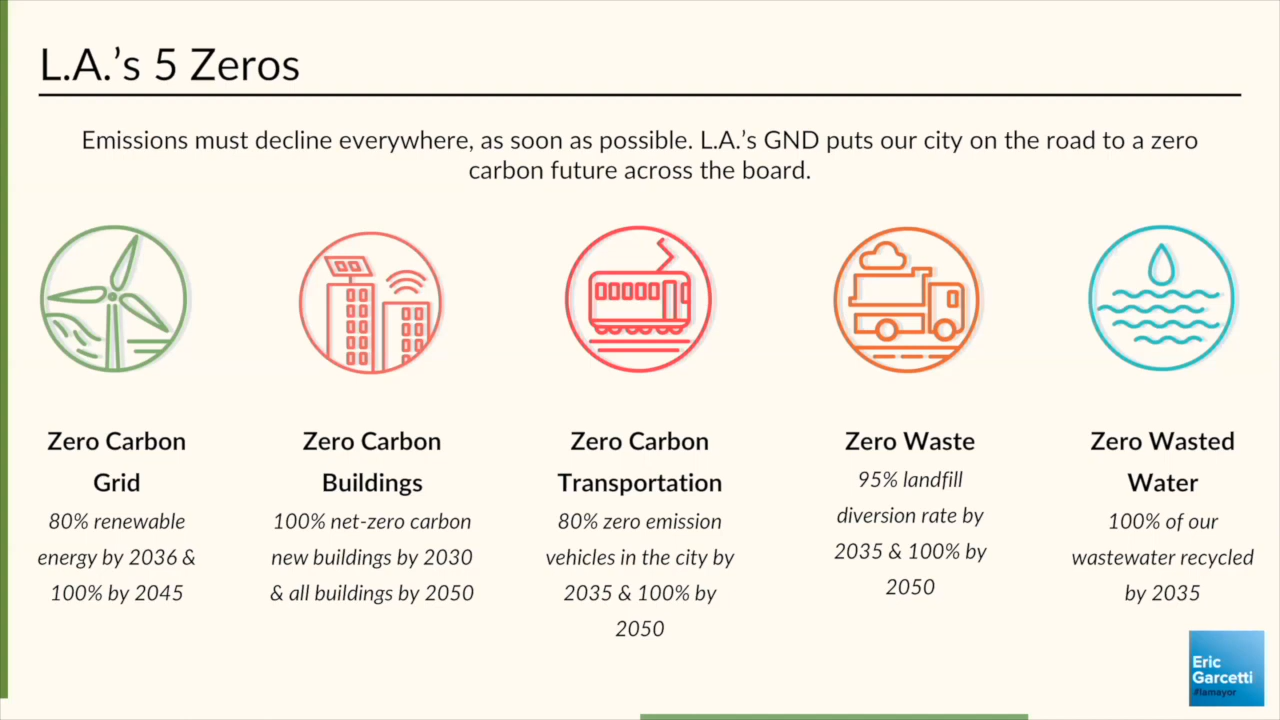 L.A.’s 5 Zeros
Emissions must decline everywhere, as soon as possible. L.A.’s GND puts our city on the road to a zero
carbon future across the board.
Zero Carbon
Grid
80% renewable
energy by 2036 &
100% by 2045
Zero Carbon
Buildings
100% net-zero carbon
new buildings by 2030
& all buildings by 2050
Zero Carbon
Transportation
80% zero emission
vehicles in the city by
2035 & 100% by
2050
Zero Waste
95% landfill
diversion rate by
2035 & 100% by
2050
Zero Wasted
Water
100% of our
wastewater recycled
by 2035
Eric
Garcetti
#lamayor